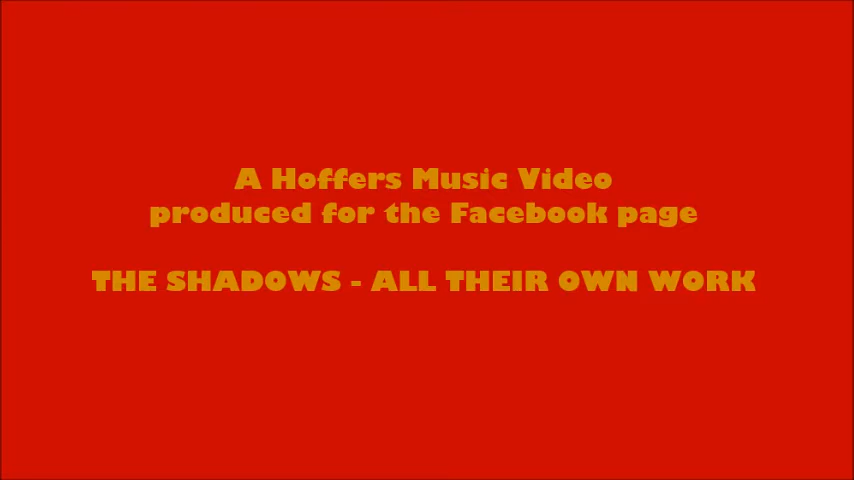 A Hoffers Music Video
produced for the Facebook page
THE SHADOWS - ALL THEIR OWN WORK